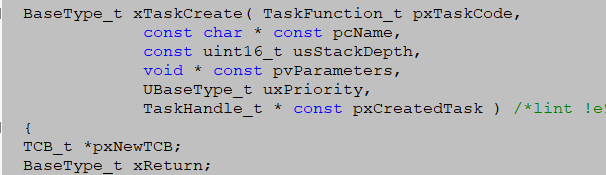 BaseType_t xTaskCreate( TaskFunction_t pxTaskCode,
const char * const pcName,
const uint16_t usStackDepth,
void * const pvParameters,
UBaseType_t uxPriority,
TaskHandle_t * const pxCreatedTask ) /*lint
{
TCB_t *pxNewTCB;
BaseType_t xReturn;